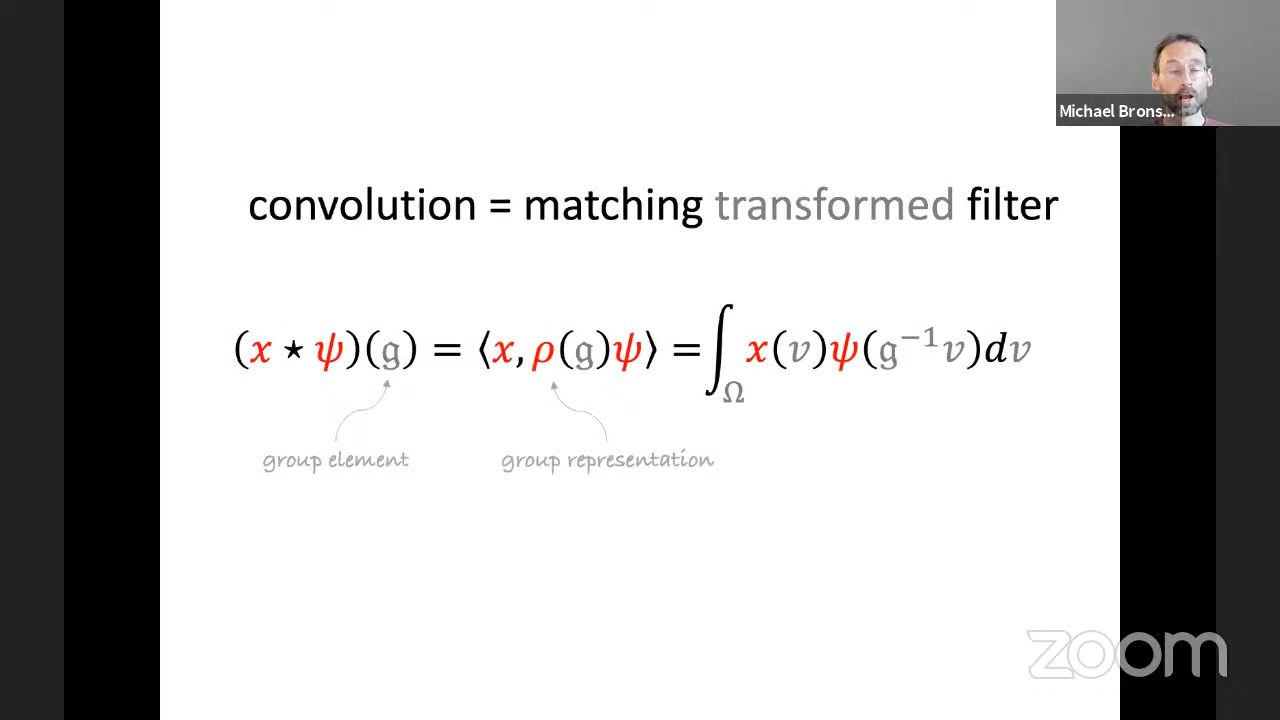 Michael Brons...
convolution = matching transformed filter
(x ⋆ ψ)(𝔤) = ⟨x, ρ(𝔤)ψ⟩ = ∫_Ω x(v)ψ(𝔤⁻¹v)dv
group element group representation
zoom